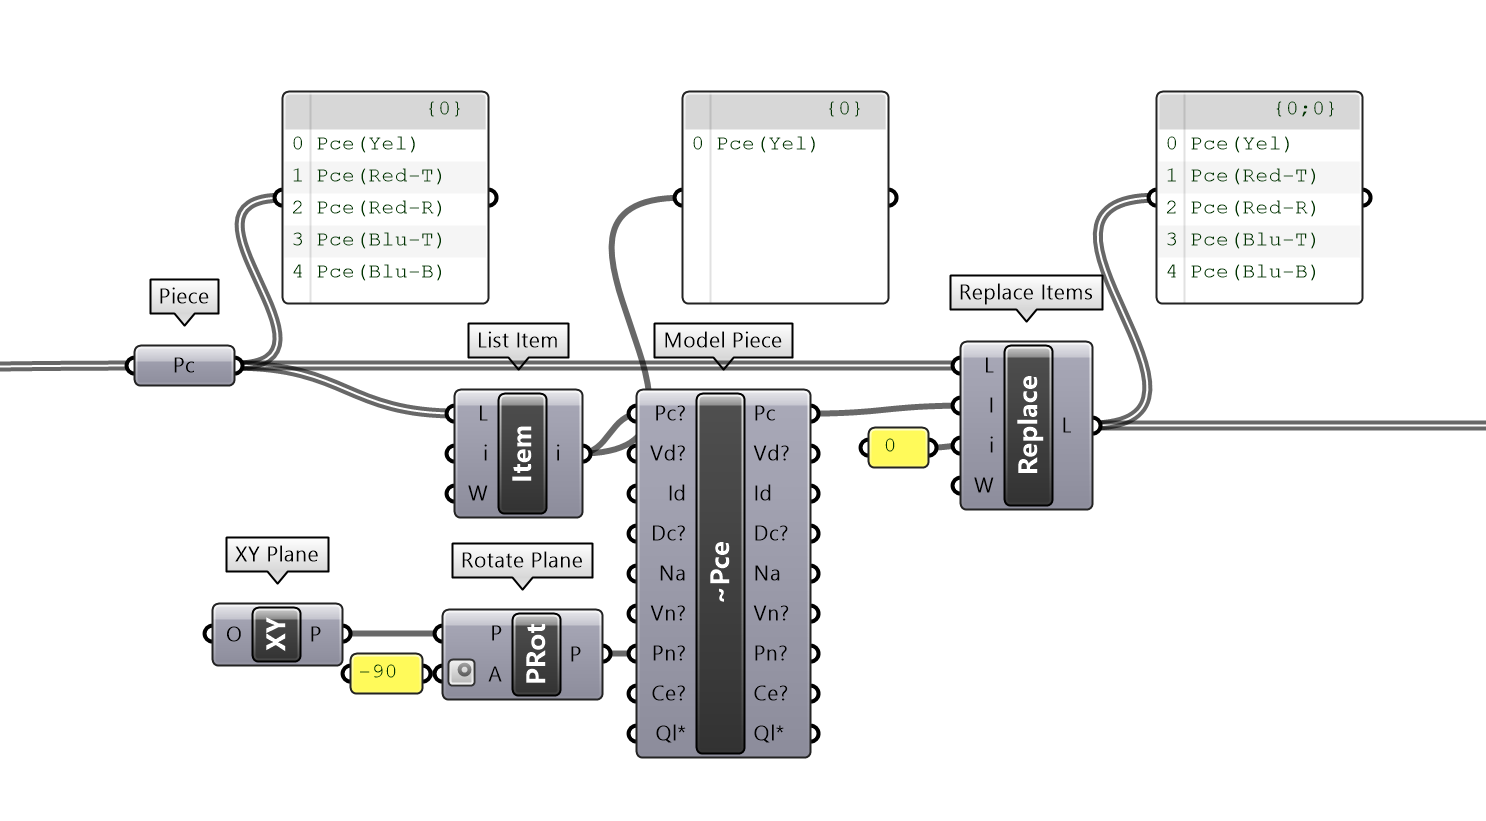 {0}
0 Pce(Yel)
1 Pce(Red-T)
2 Pce(Red-R)
3 Pce(Blu-T)
4 Pce(Blu-B)
{0}
0 Pce(Yel)
{0;0}
0 Pce(Yel)
1 Pce(Red-T)
2 Pce(Red-R)
3 Pce(Blu-T)
4 Pce(Blu-B)
Piece
Pc
List Item
L
i
W
Item
i
Model Piece
Pc? Pc
Vd? Vd?
Id Id
Dc? Dc?
Na Na
Vn? Vn?
Pn? Pn?
Ce? Ce?
Ql* Ql*
~Pce
Replace Items
L
I
i
W
Replace
L
0
XY Plane
O XY P
-90
Rotate Plane
P
A
PRot
P